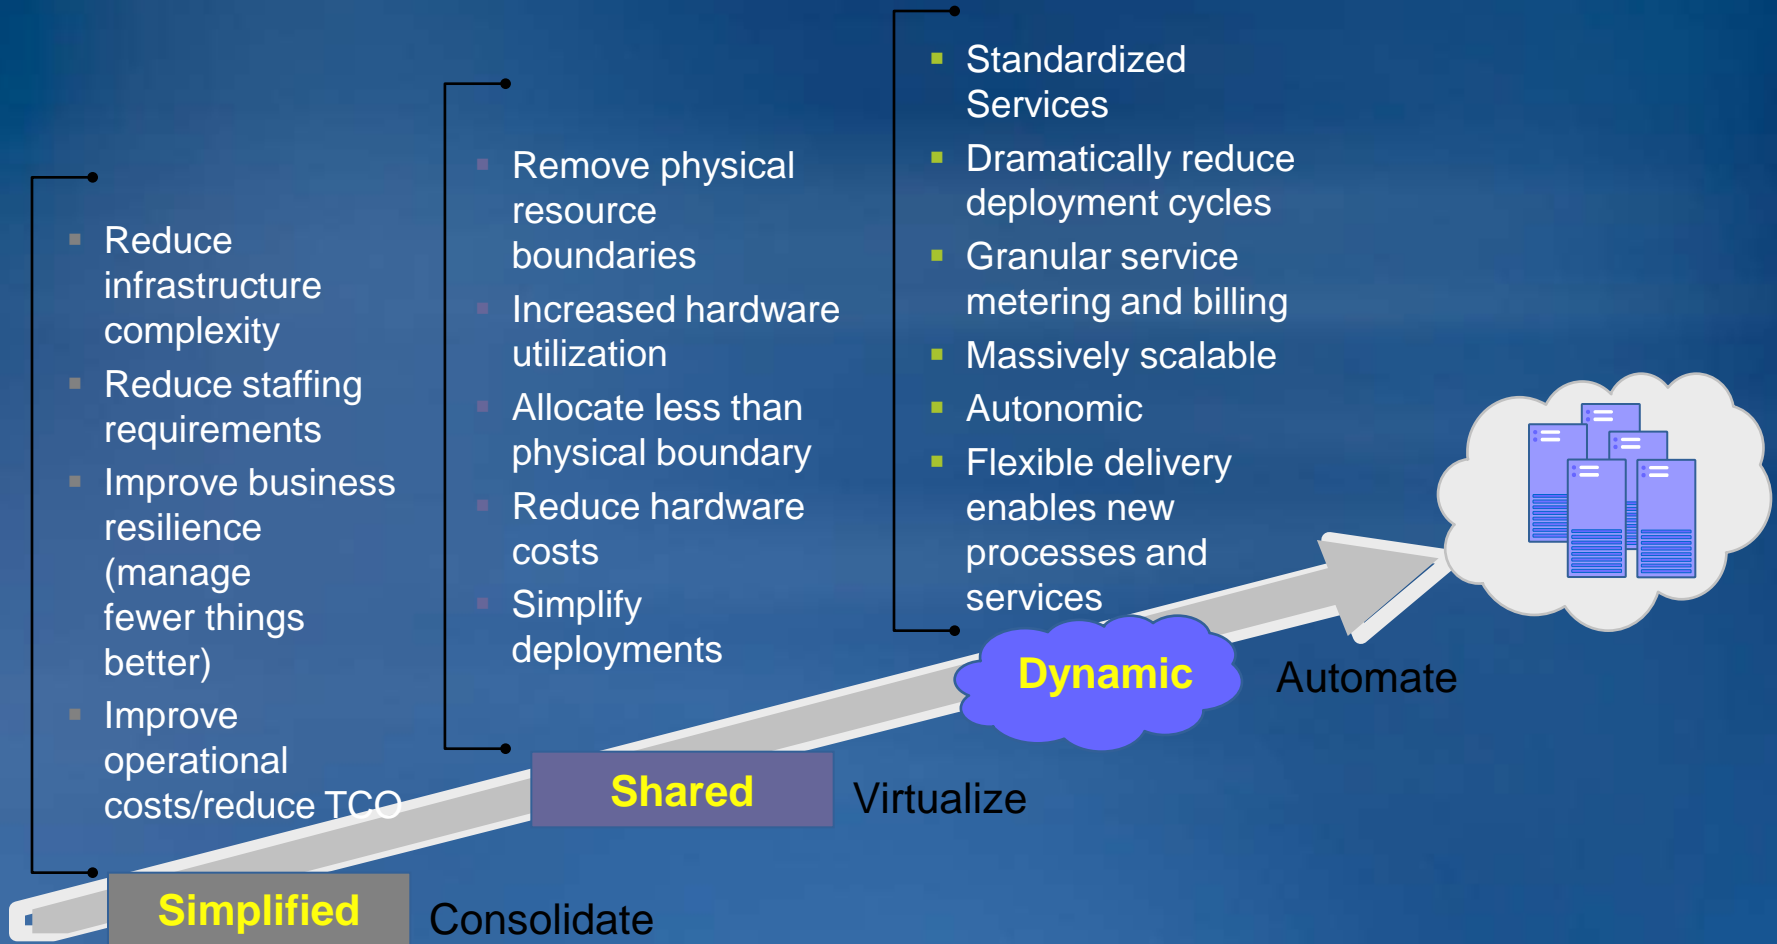 Reduce
infrastructure
complexity
Reduce staffing
requirements
Improve business
resilience
(manage
fewer things
better)
Improve
operational
costs/reduce TCO
Simplified
Consolidate
Remove physical
resource
boundaries
Increased hardware
utilization
Allocate less than
physical boundary
Reduce hardware
costs
Simplify
deployments
Shared
Virtualize
Standardized
Services
Dramatically reduce
deployment cycles
Granular service
metering and billing
Massively scalable
Autonomic
Flexible delivery
enables new
processes and
services
Dynamic
Automate